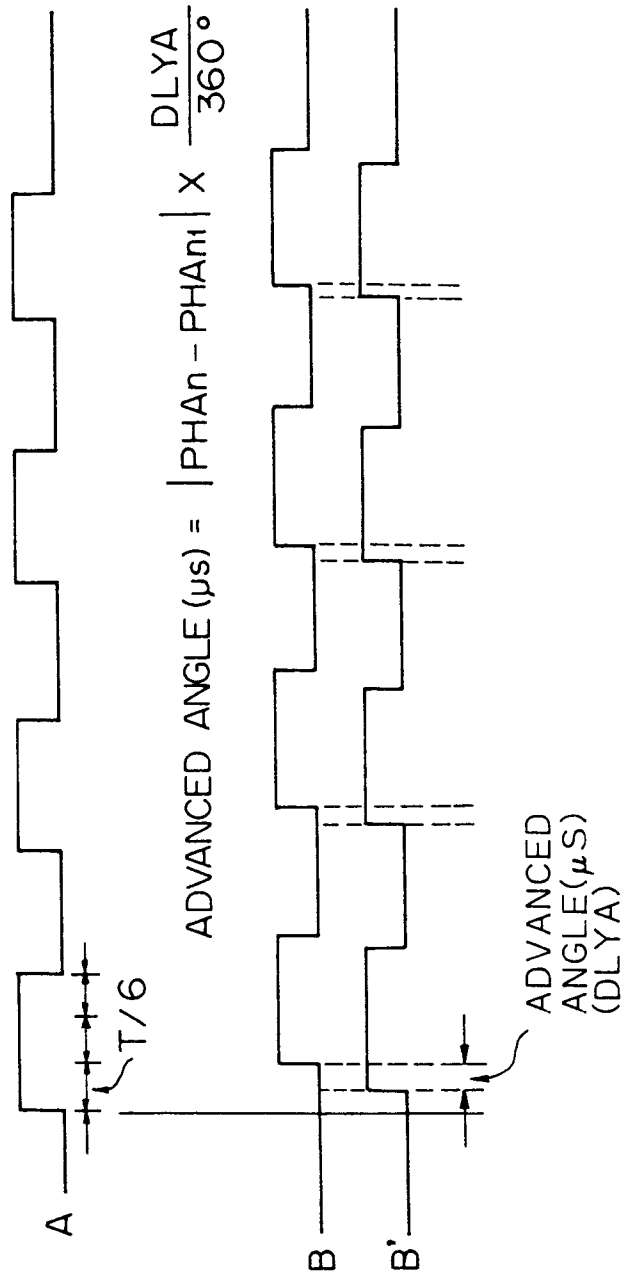 A
T/6
ADVANCED ANGLE (μs) = |PHAn - PHAn1| X DLYA
360°
B
B'
ADVANCED
ANGLE (μS)
(DLYA)